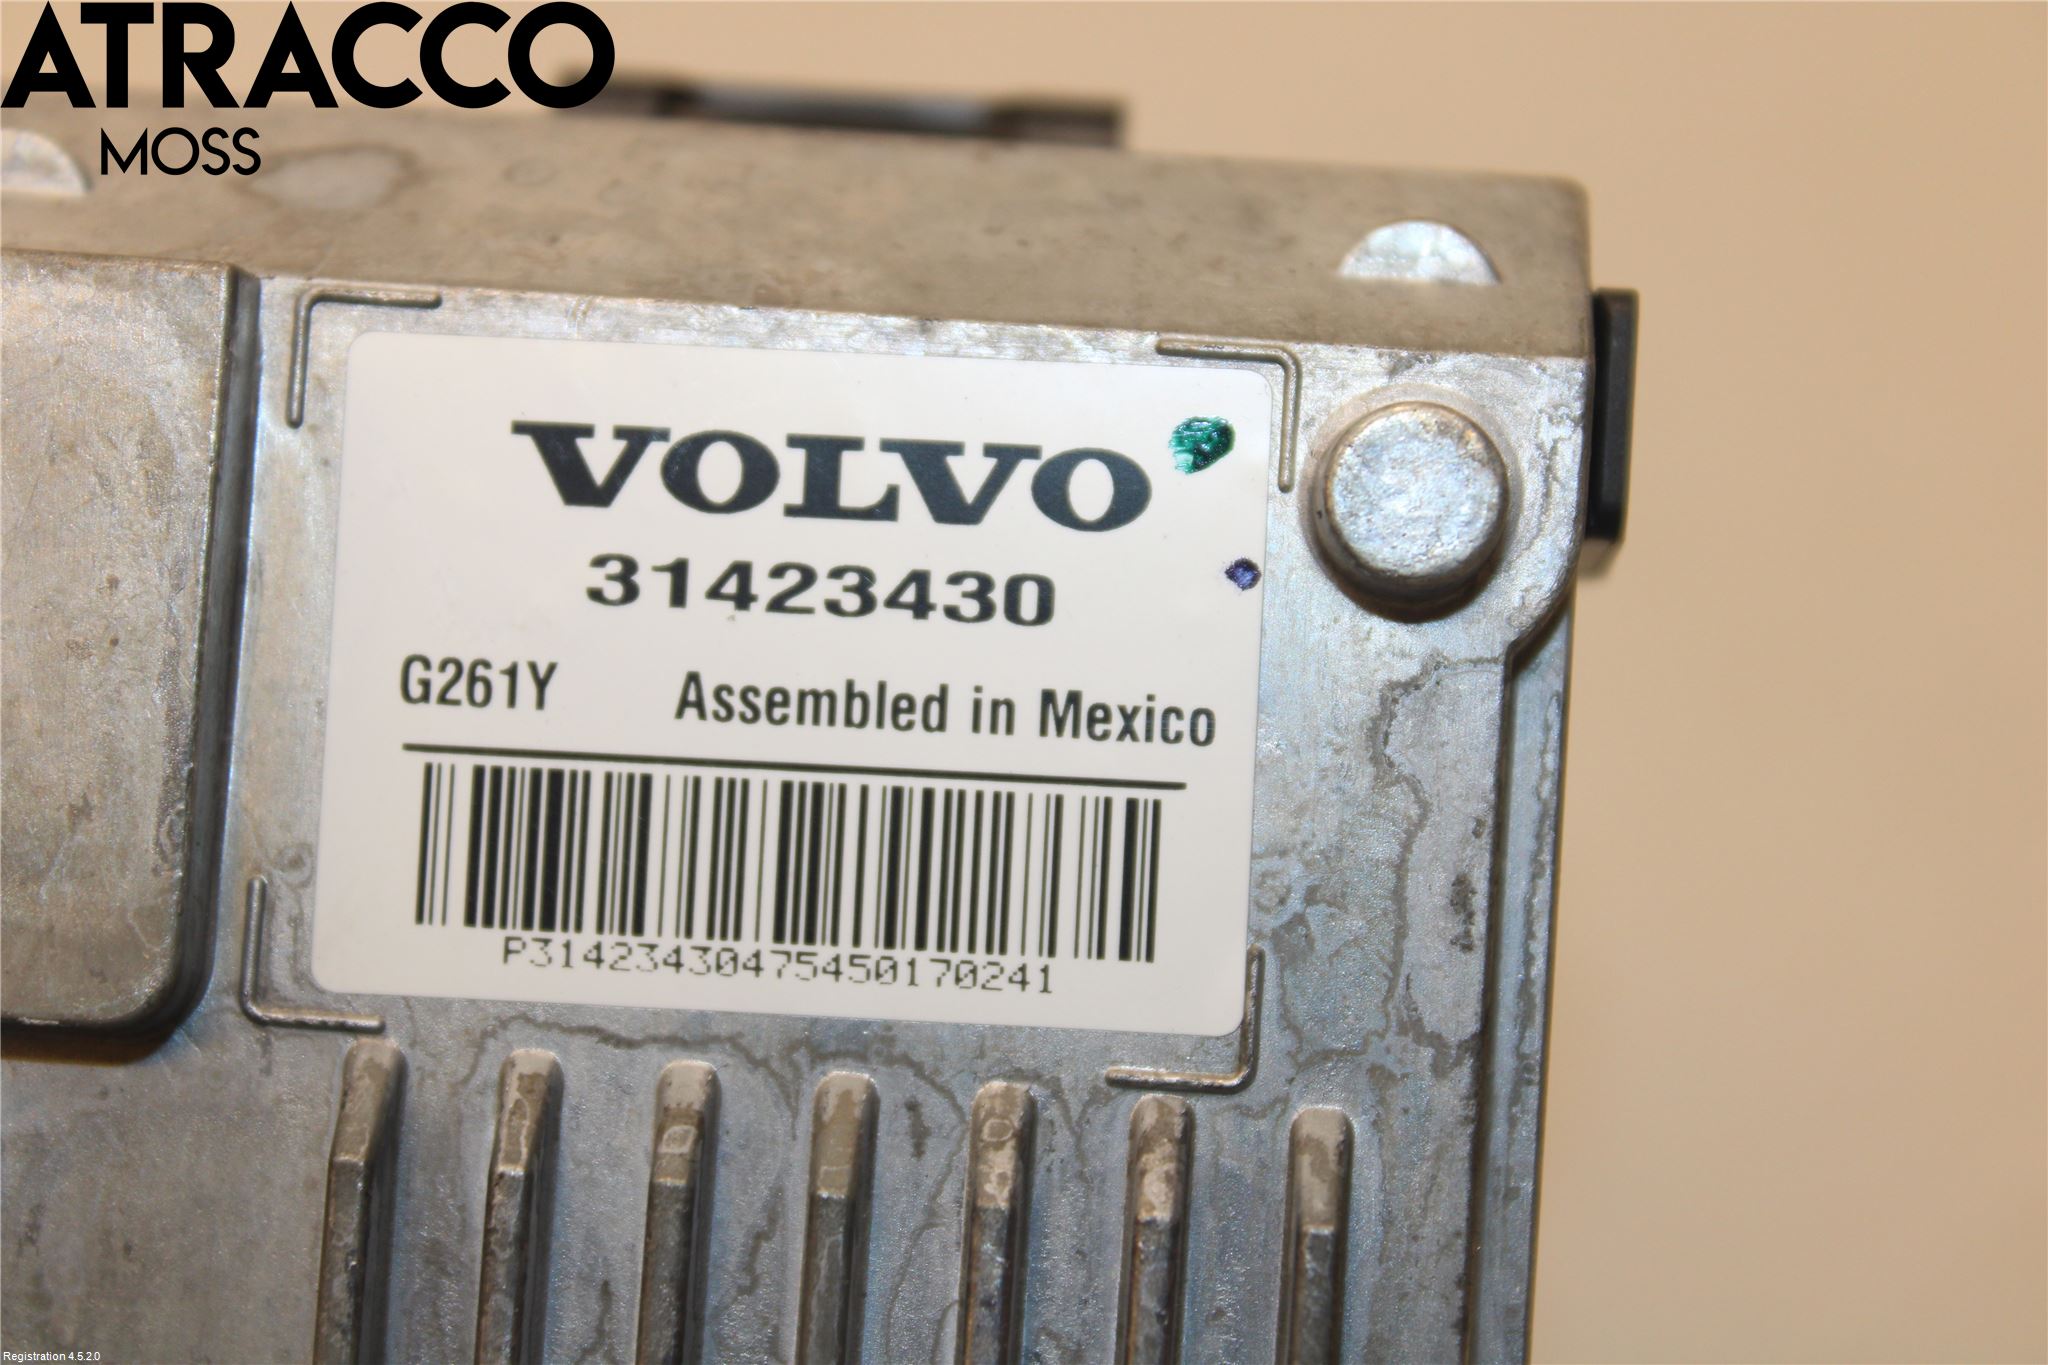 ATRACCO
MOSS
VOLVO
31423430
G261Y Assembled in Mexico
P31423430475450170241
Registration 4.5.2.0